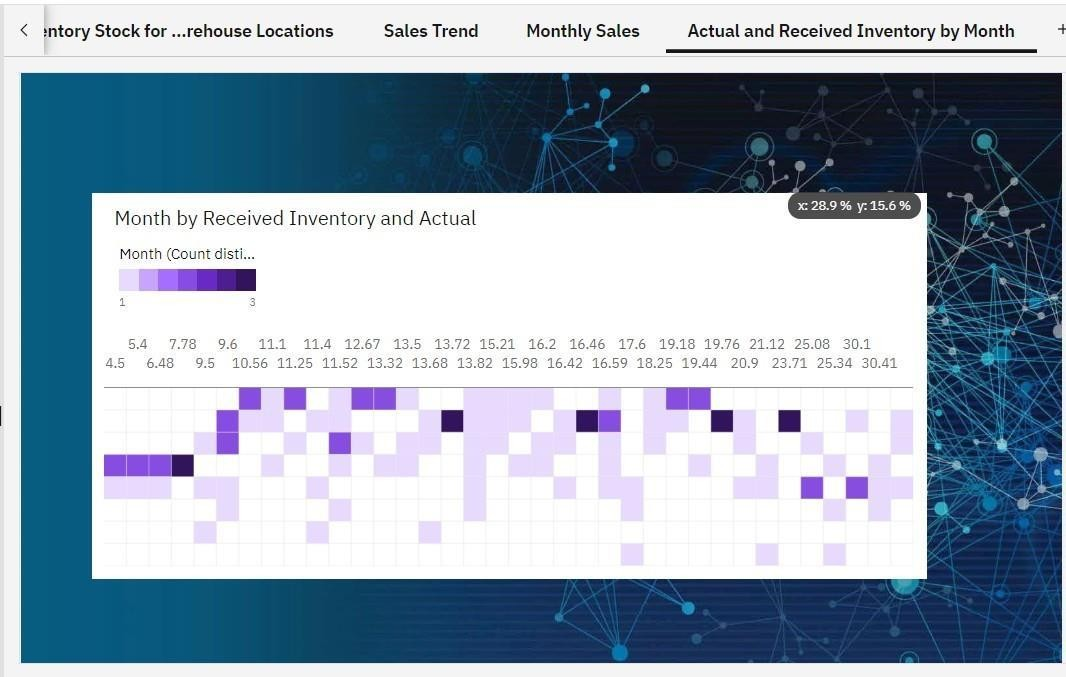 entory Stock for ...rehouse Locations Sales Trend Monthly Sales Actual and Received Inventory by Month +
x: 28.9 % y: 15.6 %
Month by Received Inventory and Actual
Month (Count disti...
1 3
5.4 7.78 9.6 11.1 11.4 12.67 13.5 13.72 15.21 16.2 16.46 17.6 19.18 19.76 21.12 25.08 30.1
4.5 6.48 9.5 10.56 11.25 11.52 13.32 13.68 13.82 15.98 16.42 16.59 18.25 19.44 20.9 23.71 25.34 30.41